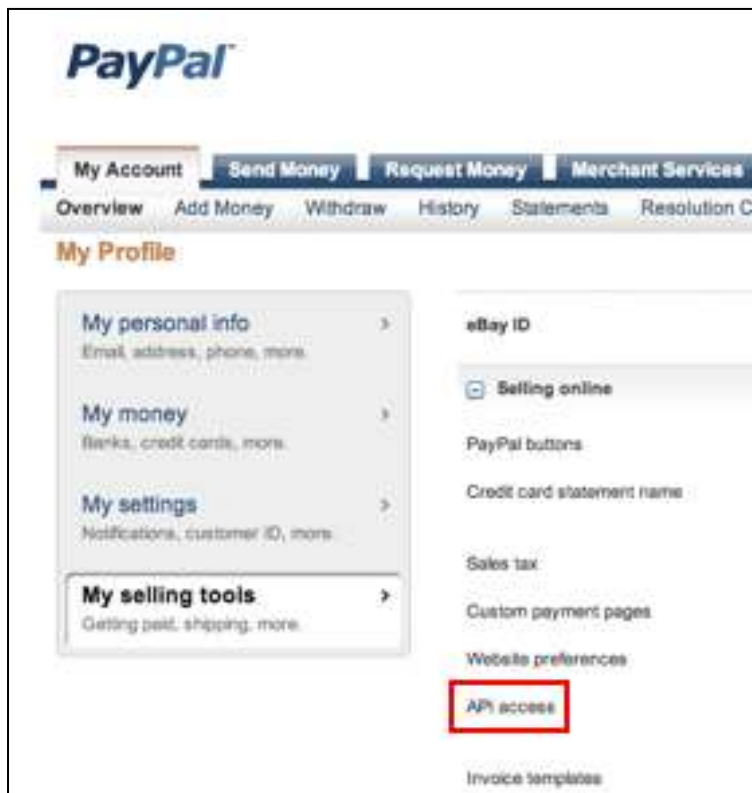 PayPal
My Account Send Money Request Money Merchant Services
Overview Add Money Withdraw History Statements Resolution C
My Profile
My personal info >
Email, address, phone, more.
My money >
Banks, credit cards, more.
My settings >
Notifications, customer ID, more.
My selling tools >
Getting paid, shipping, more.
eBay ID
Selling online
PayPal buttons
Credit card statement name
Sales tax
Custom payment pages
Website preferences
API access
Invoice templates